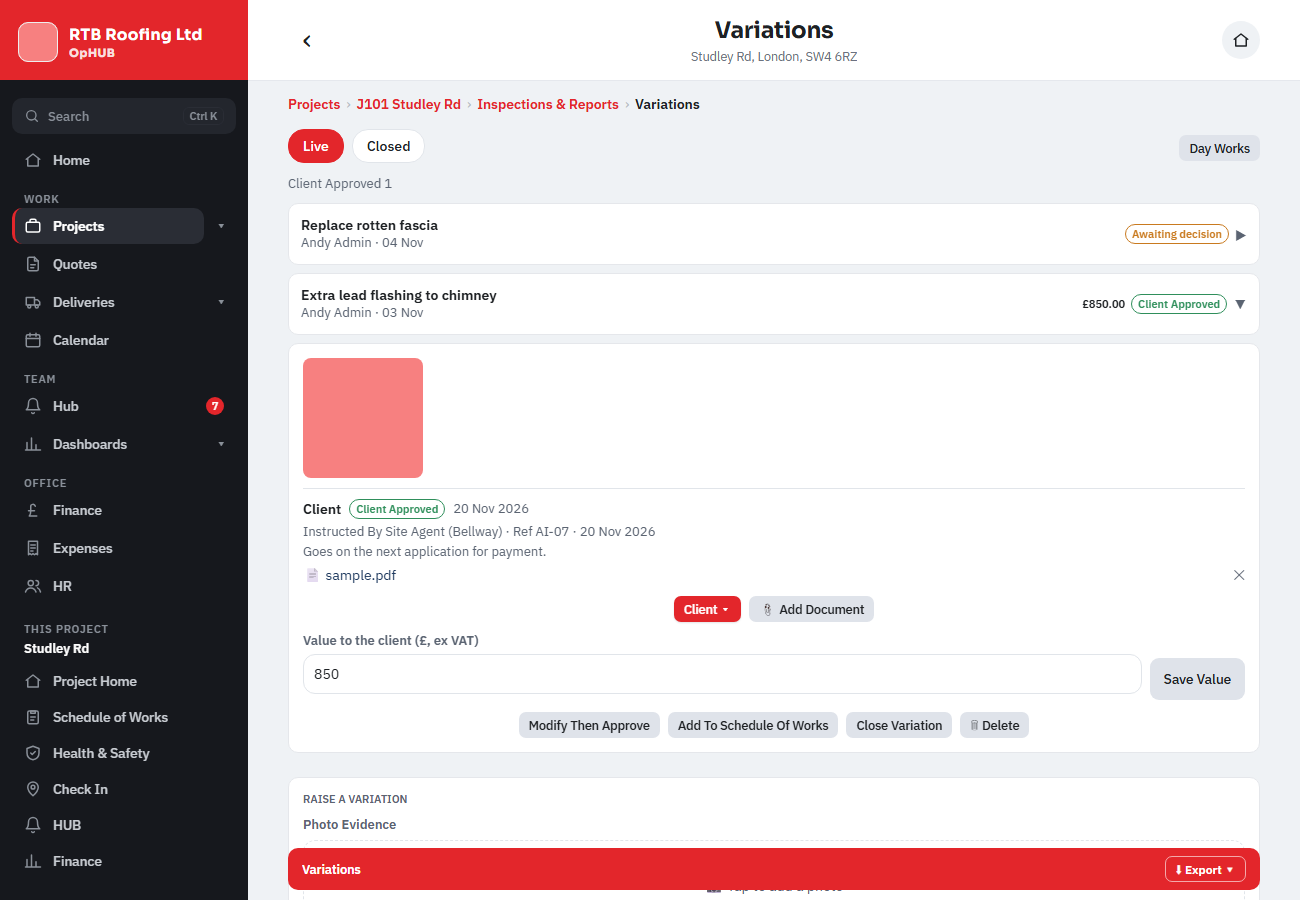 RTB Roofing Ltd
OpHUB
Search Ctrl K
Home
WORK
Projects
Quotes
Deliveries
Calendar
TEAM
Hub 7
Dashboards
OFFICE
Finance
Expenses
HR
THIS PROJECT
Studley Rd
Project Home
Schedule of Works
Health & Safety
Check In
HUB
Finance
Variations
Studley Rd, London, SW4 6RZ
Projects › J101 Studley Rd › Inspections & Reports › Variations
Live Closed
Day Works
Client Approved 1
Replace rotten fascia
Andy Admin · 04 Nov
Awaiting decision
Extra lead flashing to chimney
Andy Admin · 03 Nov
£850.00 Client Approved
Client Client Approved 20 Nov 2026
Instructed By Site Agent (Bellway) · Ref AI-07 · 20 Nov 2026
Goes on the next application for payment.
sample.pdf
Client Add Document
Value to the client (£, ex VAT)
850
Save Value
Modify Then Approve Add To Schedule Of Works Close Variation Delete
RAISE A VARIATION
Photo Evidence
Variations
Export